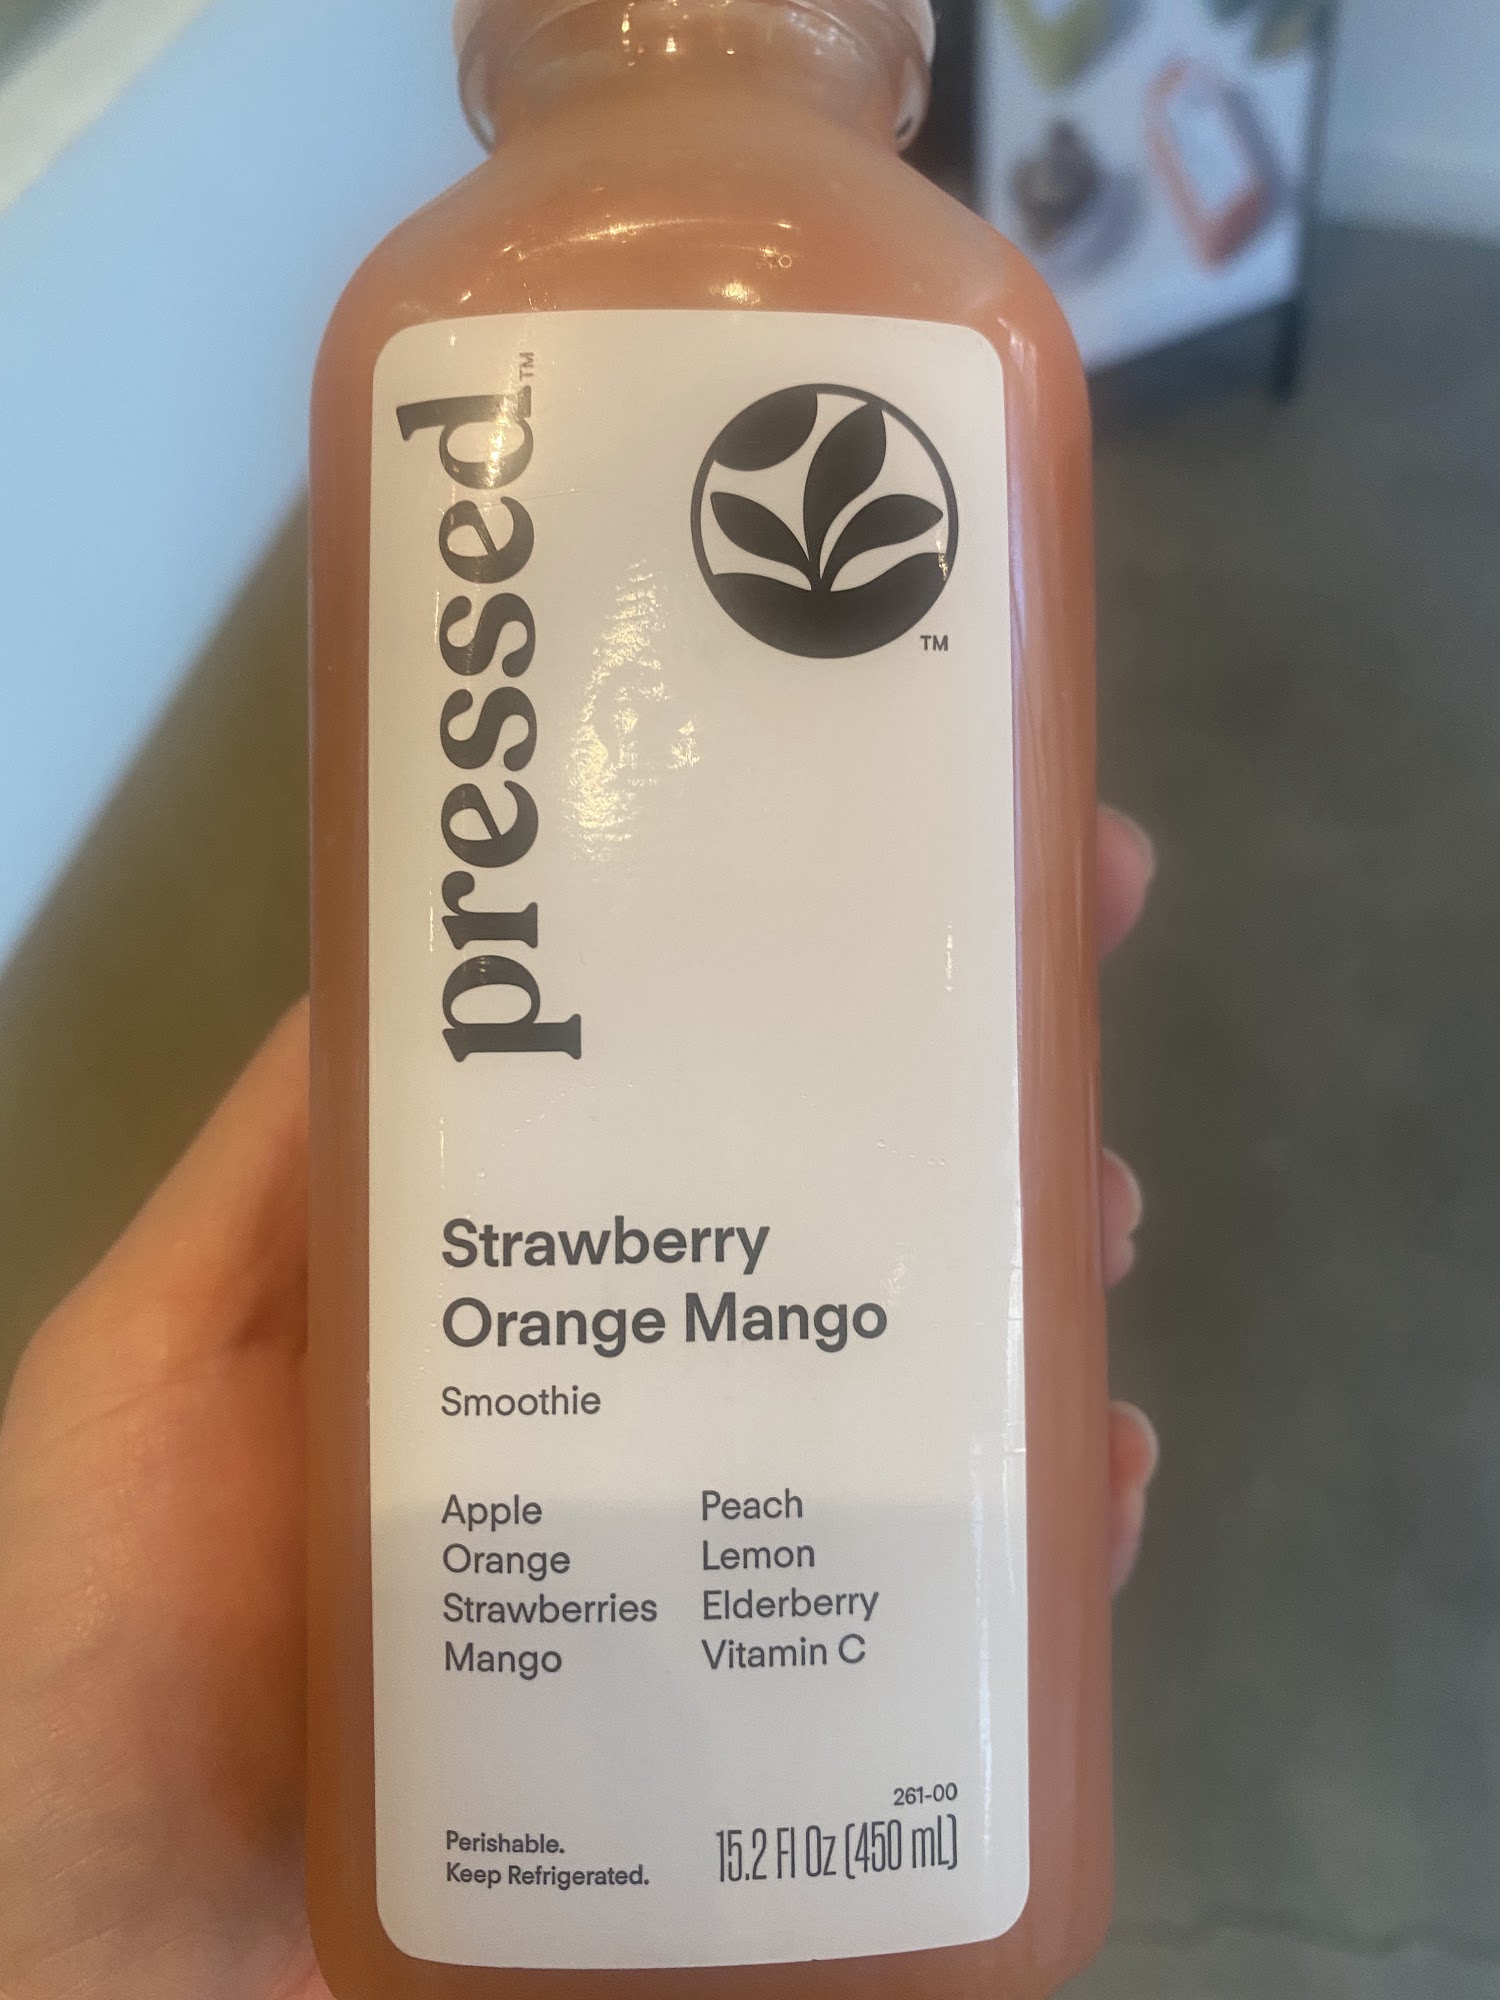 pressed™
TM
Strawberry
Orange Mango
Smoothie
Apple
Orange
Strawberries
Mango
Peach
Lemon
Elderberry
Vitamin C
261-00
Perishable.
Keep Refrigerated.
15.2 Fl Oz (450 mL)